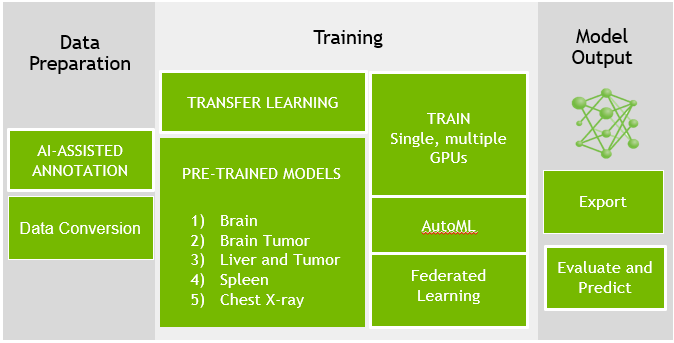 Data
Preparation
AI-ASSISTED
ANNOTATION
Data Conversion
Training
TRANSFER LEARNING
PRE-TRAINED MODELS
1) Brain
2) Brain Tumor
3) Liver and Tumor
4) Spleen
5) Chest X-ray
TRAIN
Single, multiple
GPUs
AutoML
Federated
Learning
Model
Output
Export
Evaluate and
Predict